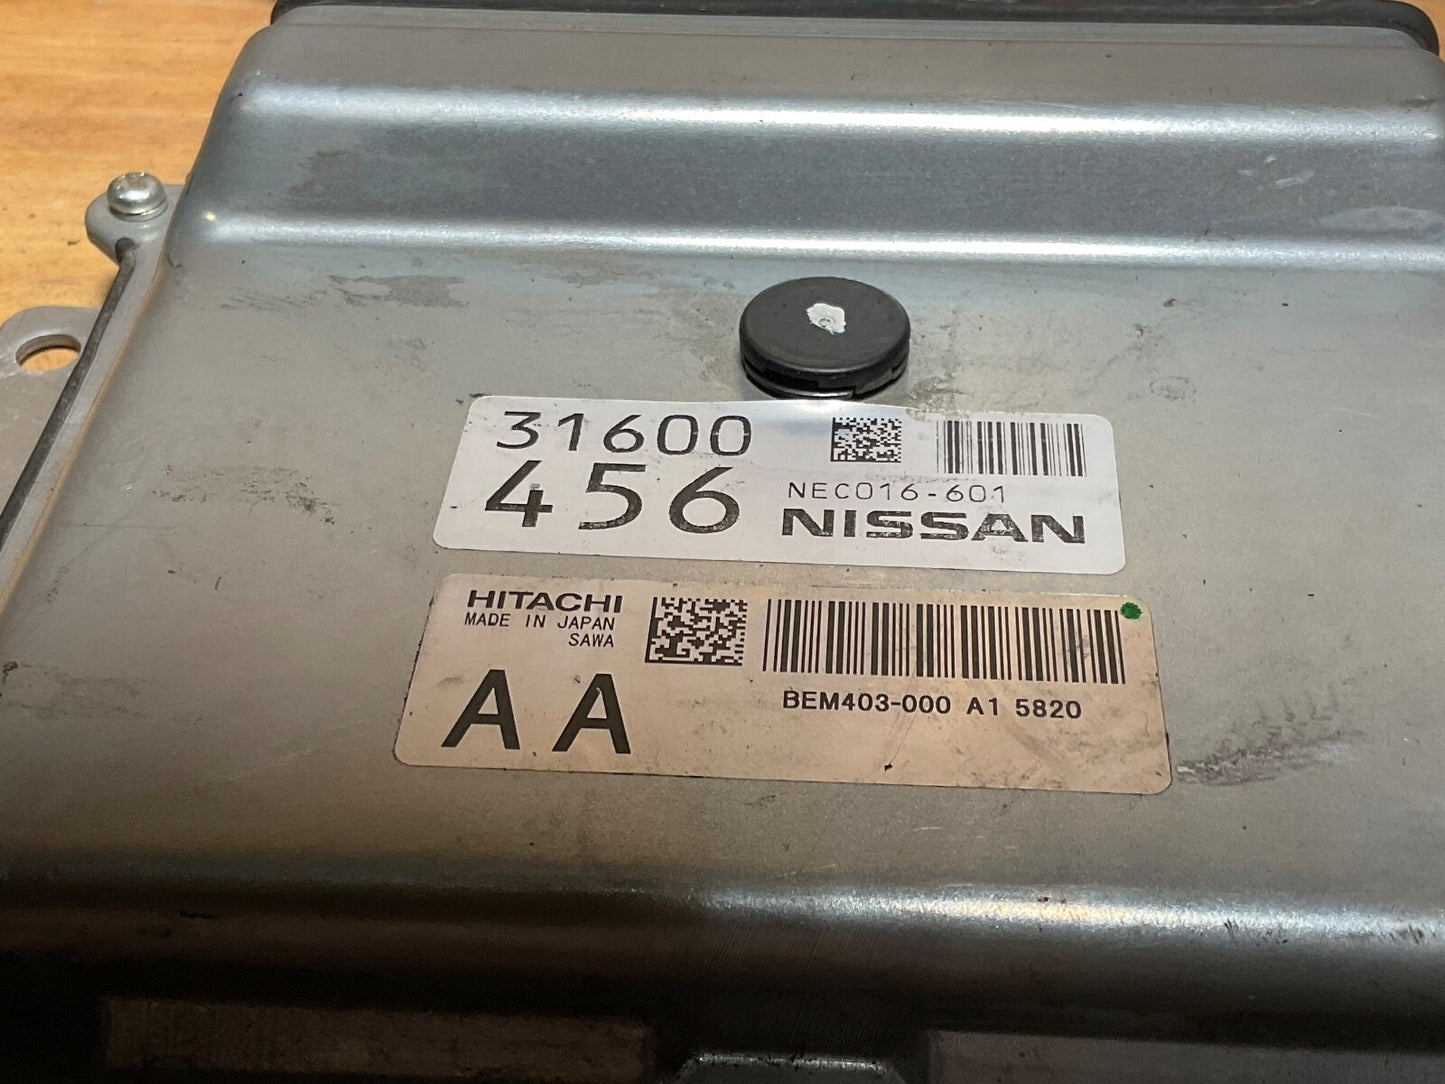 31600
456
NEC016-601
NISSAN
HITACHI
MADE IN JAPAN
SAWA
AA
BEM403-000 A1 5820